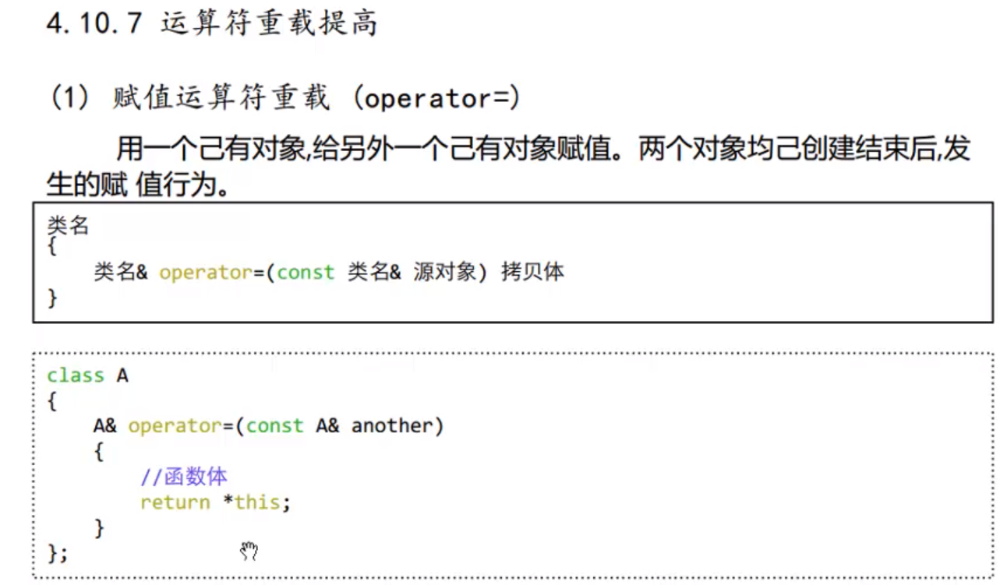 4.10.7 运算符重载提高
(1) 赋值运算符重载 (operator=)
用一个己有对象,给另外一个己有对象赋值。两个对象均己创建结束后,发
生的赋 值行为。
类名
{
类名& operator=(const 类名& 源对象) 拷贝体
}
class A
{
A& operator=(const A& another)
{
//函数体
return *this;
}
};